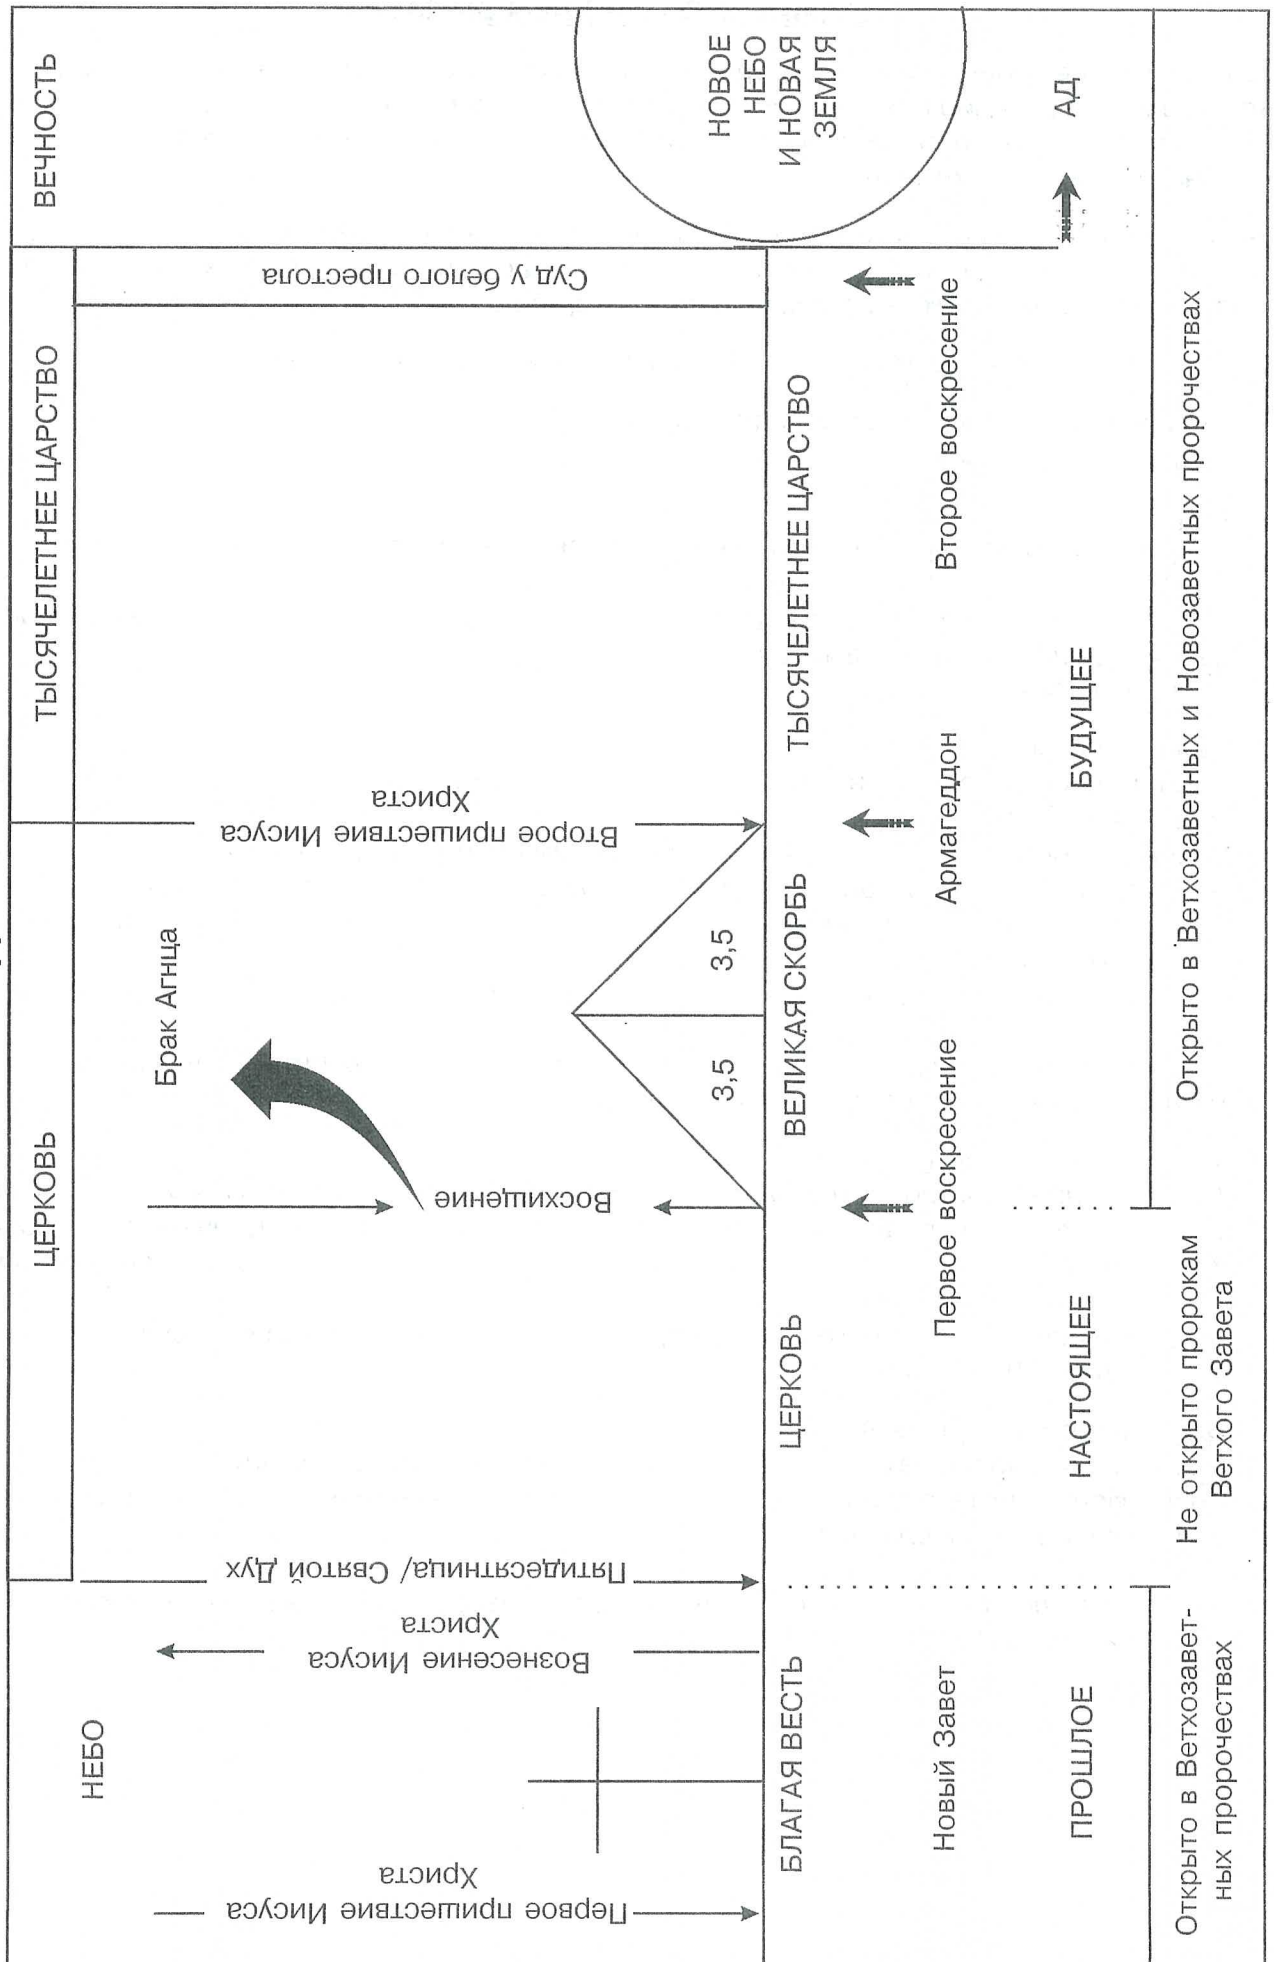 ЦЕРКОВЬ
ТЫСЯЧЕЛЕТНЕЕ ЦАРСТВО
ВЕЧНОСТЬ
НЕБО
Брак Агнца
Первое пришествие Иисуса
Христа
Вознесение Иисуса
Христа
Пятидесятница/ Святой Дух
Восхищение
Второе пришествие Иисуса
Христа
Суд у белого престола
3,5
3,5
НОВОЕ
НЕБО
И НОВАЯ
ЗЕМЛЯ
БЛАГАЯ ВЕСТЬ
ЦЕРКОВЬ
ВЕЛИКАЯ СКОРБЬ
ТЫСЯЧЕЛЕТНЕЕ ЦАРСТВО
Новый Завет
Первое воскресение
Армагеддон
Второе воскресение
ПРОШЛОЕ
НАСТОЯЩЕЕ
БУДУЩЕЕ
АД
Открыто в Ветхозавет-
ных пророчествах
Не открыто пророкам
Ветхого Завета
Открыто в Ветхозаветных и Новозаветных пророчествах